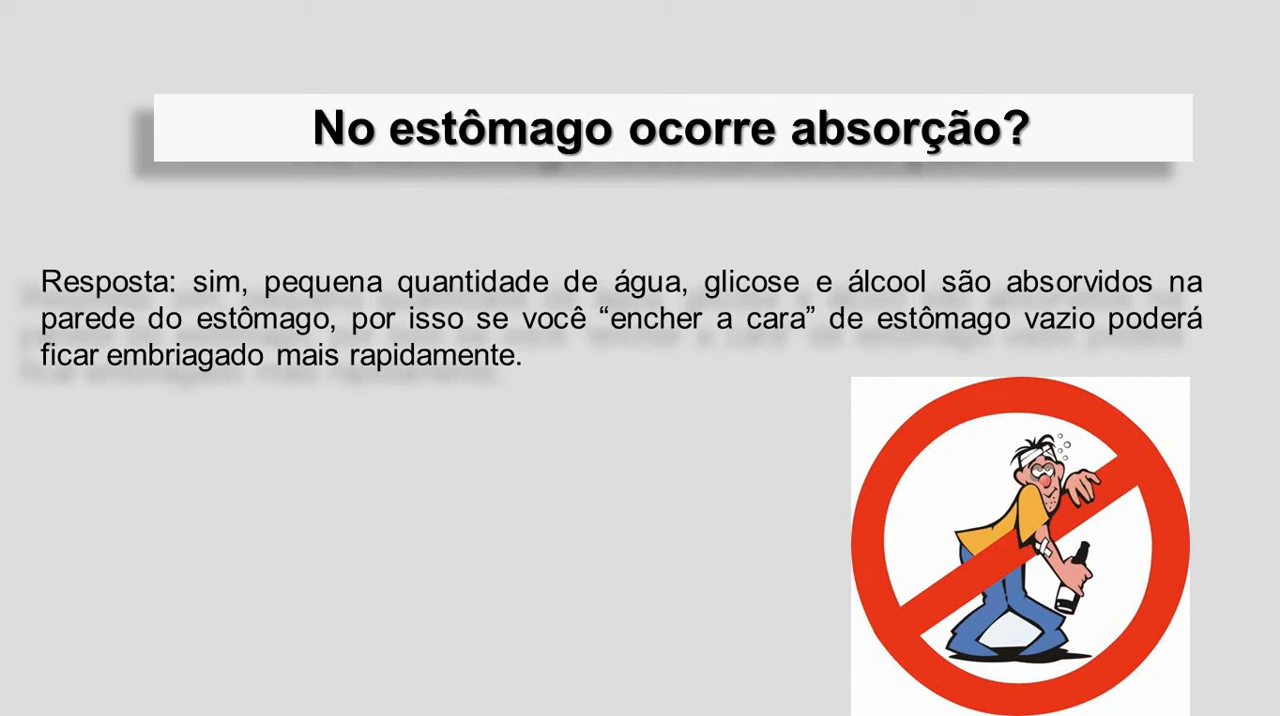 No estômago ocorre absorção?
Resposta: sim, pequena quantidade de água, glicose e álcool são absorvidos na
parede do estômago, por isso se você “encher a cara” de estômago vazio poderá
ficar embriagado mais rapidamente.